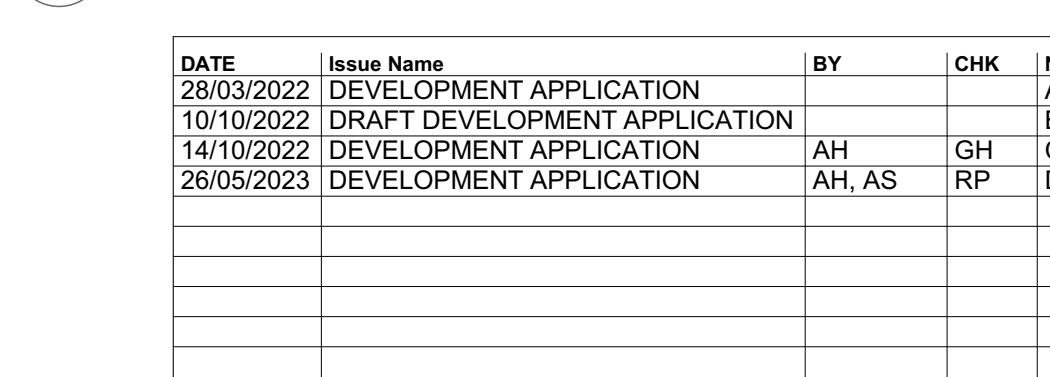 DATE Issue Name BY CHK
28/03/2022 DEVELOPMENT APPLICATION
10/10/2022 DRAFT DEVELOPMENT APPLICATION
14/10/2022 DEVELOPMENT APPLICATION AH GH
26/05/2023 DEVELOPMENT APPLICATION AH, AS RP